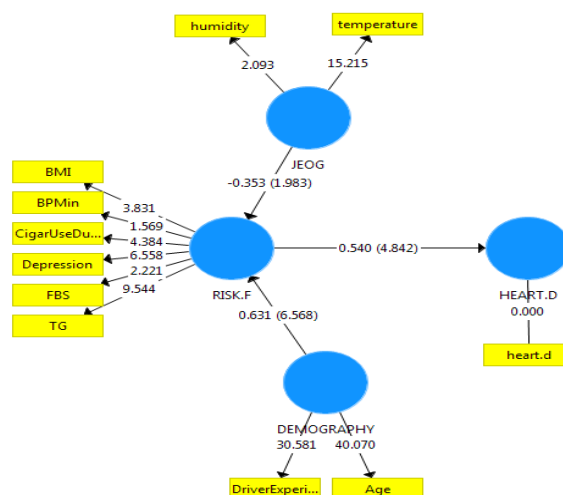 humidity
temperature
2.093
15.215
JEOG
-0.353 (1.983)
BMI
BPMin
CigarUseDu...
Depression
FBS
TG
3.831
1.569
4.384
6.558
2.221
9.544
RISK.F
0.540 (4.842)
HEART.D
0.000
heart.d
0.631 (6.568)
DEMOGRAPHY
30.581
40.070
DriverExperi...
Age